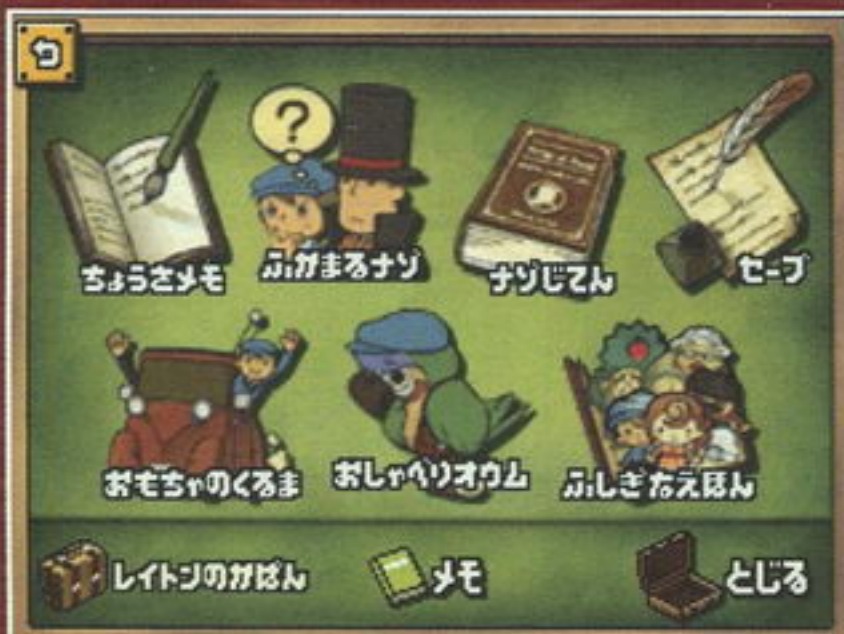 ?
ちょうさメモ
ふかまるナゾ
ナゾじてん
セーブ
おもちゃのくるま
おしゃべりオウム
ふしぎなえほん
レイトンのかばん
メモ
とじる